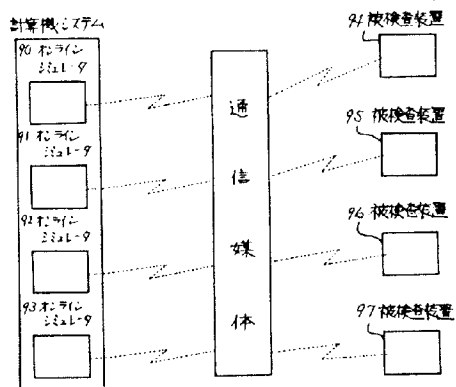 計算機システム
90 オンライン
シミュレータ
91 オンライン
シミュレータ
92 オンライン
シミュレータ
93 オンライン
シミュレータ
通
信
媒
体
94 被検査装置
95 被検査装置
96 被検査装置
97 被検査装置